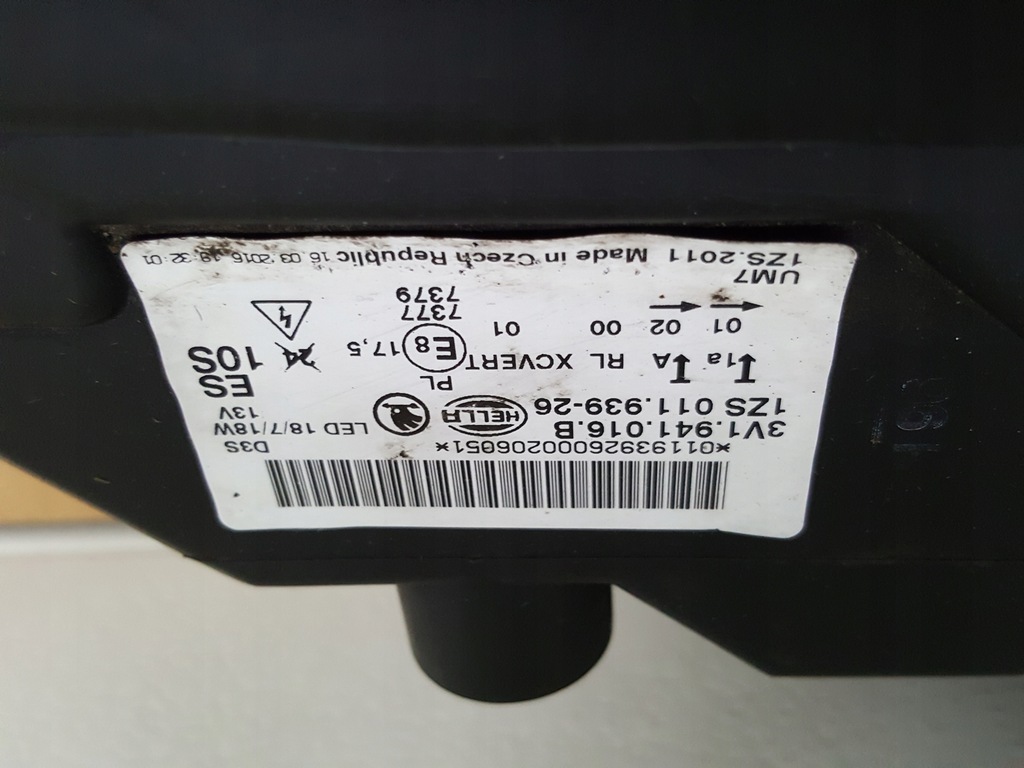 *01193926000206051*
D3S
3V1.941.016.B
1ZS 011.939-26
HELLA
LED 18/7/18W
13V
PL
ES
1a A RL XCVERT E8 17,5 24 10S
01 02 00 01
7377
7379
UM7
1ZS.2011 Made in Czech Republic 16 03 2016 19 32 01